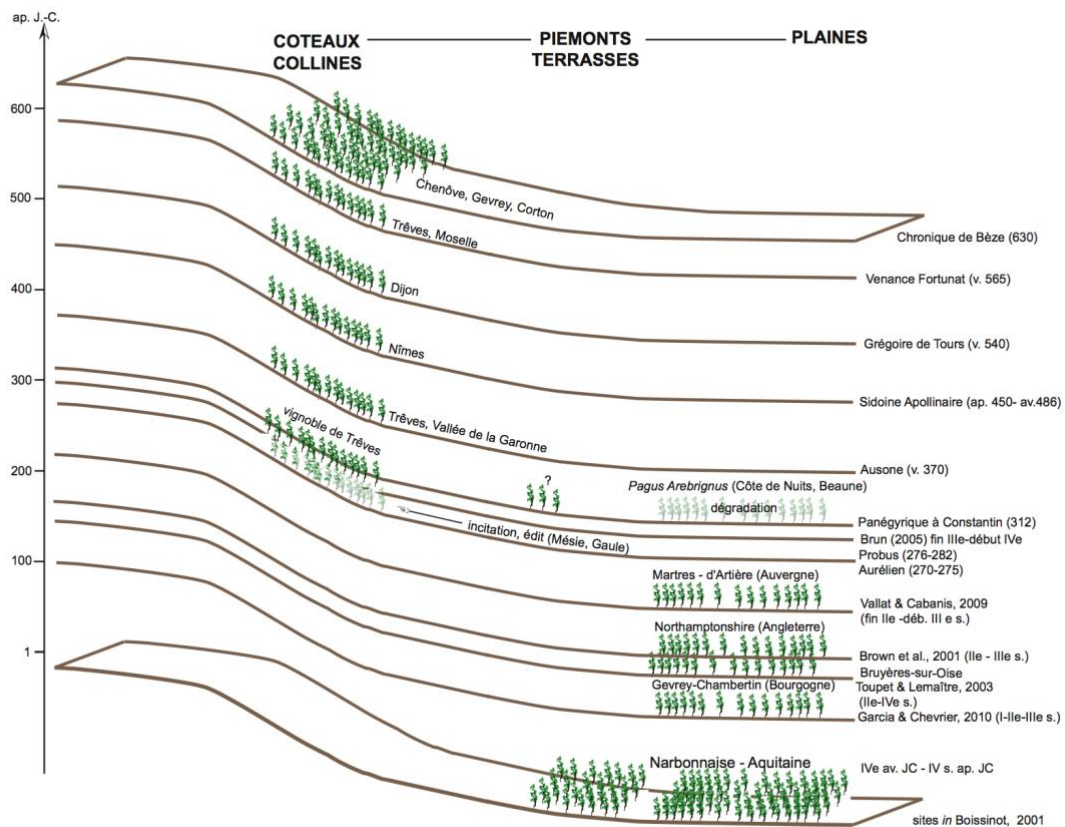 ap. J.-C.
COTEAUX
COLLINES
PIEMONTS
TERRASSES
PLAINES
600
500
400
300
200
100
1
Chenôve, Gevrey, Corton
Chronique de Bèze (630)
Trêves, Moselle
Venance Fortunat (v. 565)
Dijon
Grégoire de Tours (v. 540)
Nîmes
Sidoine Apollinaire (ap. 450- av.486)
Trêves, Vallée de la Garonne
Ausone (v. 370)
vignoble de Trêves
?
Pagus Arebrignus (Côte de Nuits, Beaune)
dégradation
Panégyrique à Constantin (312)
incitation, édit (Mésie, Gaule)
Brun (2005) fin IIIe-début IVe
Probus (276-282)
Aurélien (270-275)
Martres - d'Artière (Auvergne)
Vallat & Cabanis, 2009
(fin IIe -déb. III e s.)
Northamptonshire (Angleterre)
Brown et al., 2001 (IIe - IIIe s.)
Bruyères-sur-Oise
Toupet & Lemaître, 2003
(IIe-IVe s.)
Gevrey-Chambertin (Bourgogne)
Garcia & Chevrier, 2010 (I-IIe-IIIe s.)
Narbonnaise - Aquitaine
IVe av. JC - IV s. ap. JC
sites in Boissinot, 2001